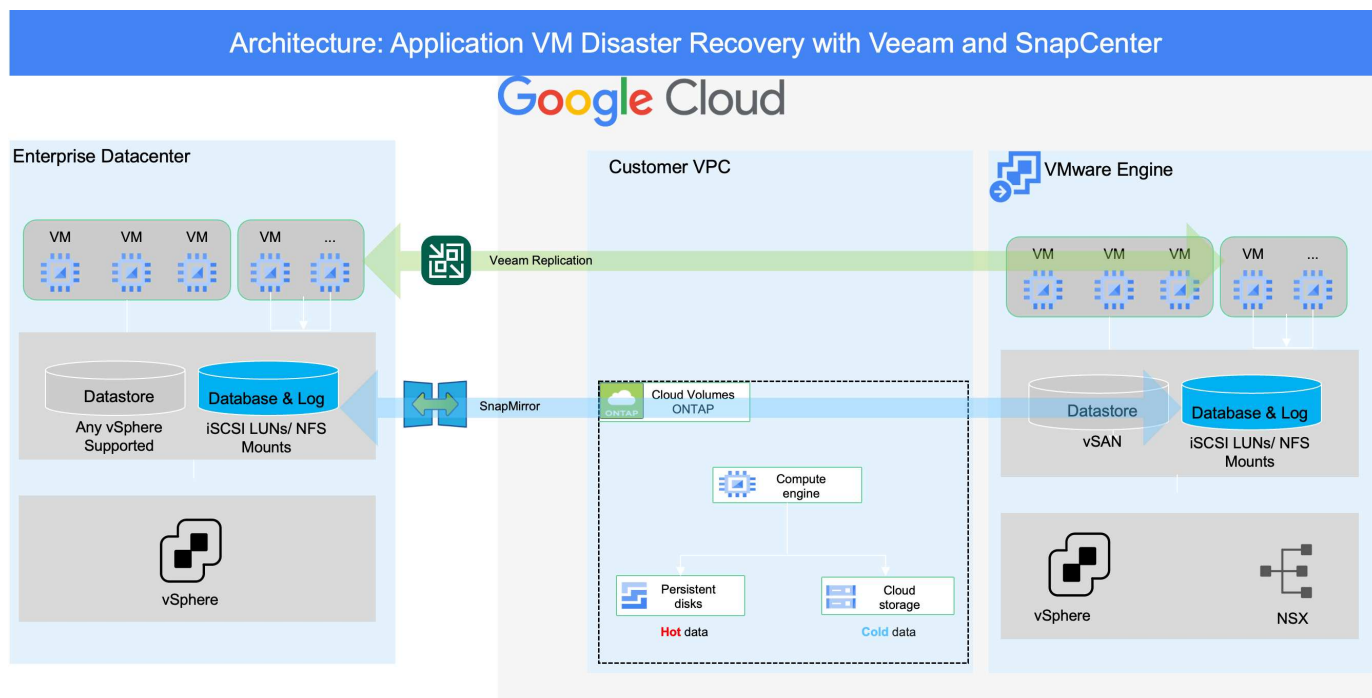 Architecture: Application VM Disaster Recovery with Veeam and SnapCenter
Google Cloud
Enterprise Datacenter
VM
VM
VM
VM
...
Datastore
Any vSphere
Supported
Database & Log
iSCSI LUNs/ NFS
Mounts
vSphere
Veeam Replication
SnapMirror
Customer VPC
ONTAP
Cloud Volumes
ONTAP
Compute
engine
Persistent
disks
Hot data
Cloud
storage
Cold data
VMware Engine
VM
VM
VM
VM
...
Datastore
vSAN
Database & Log
iSCSI LUNs/ NFS
Mounts
vSphere
NSX